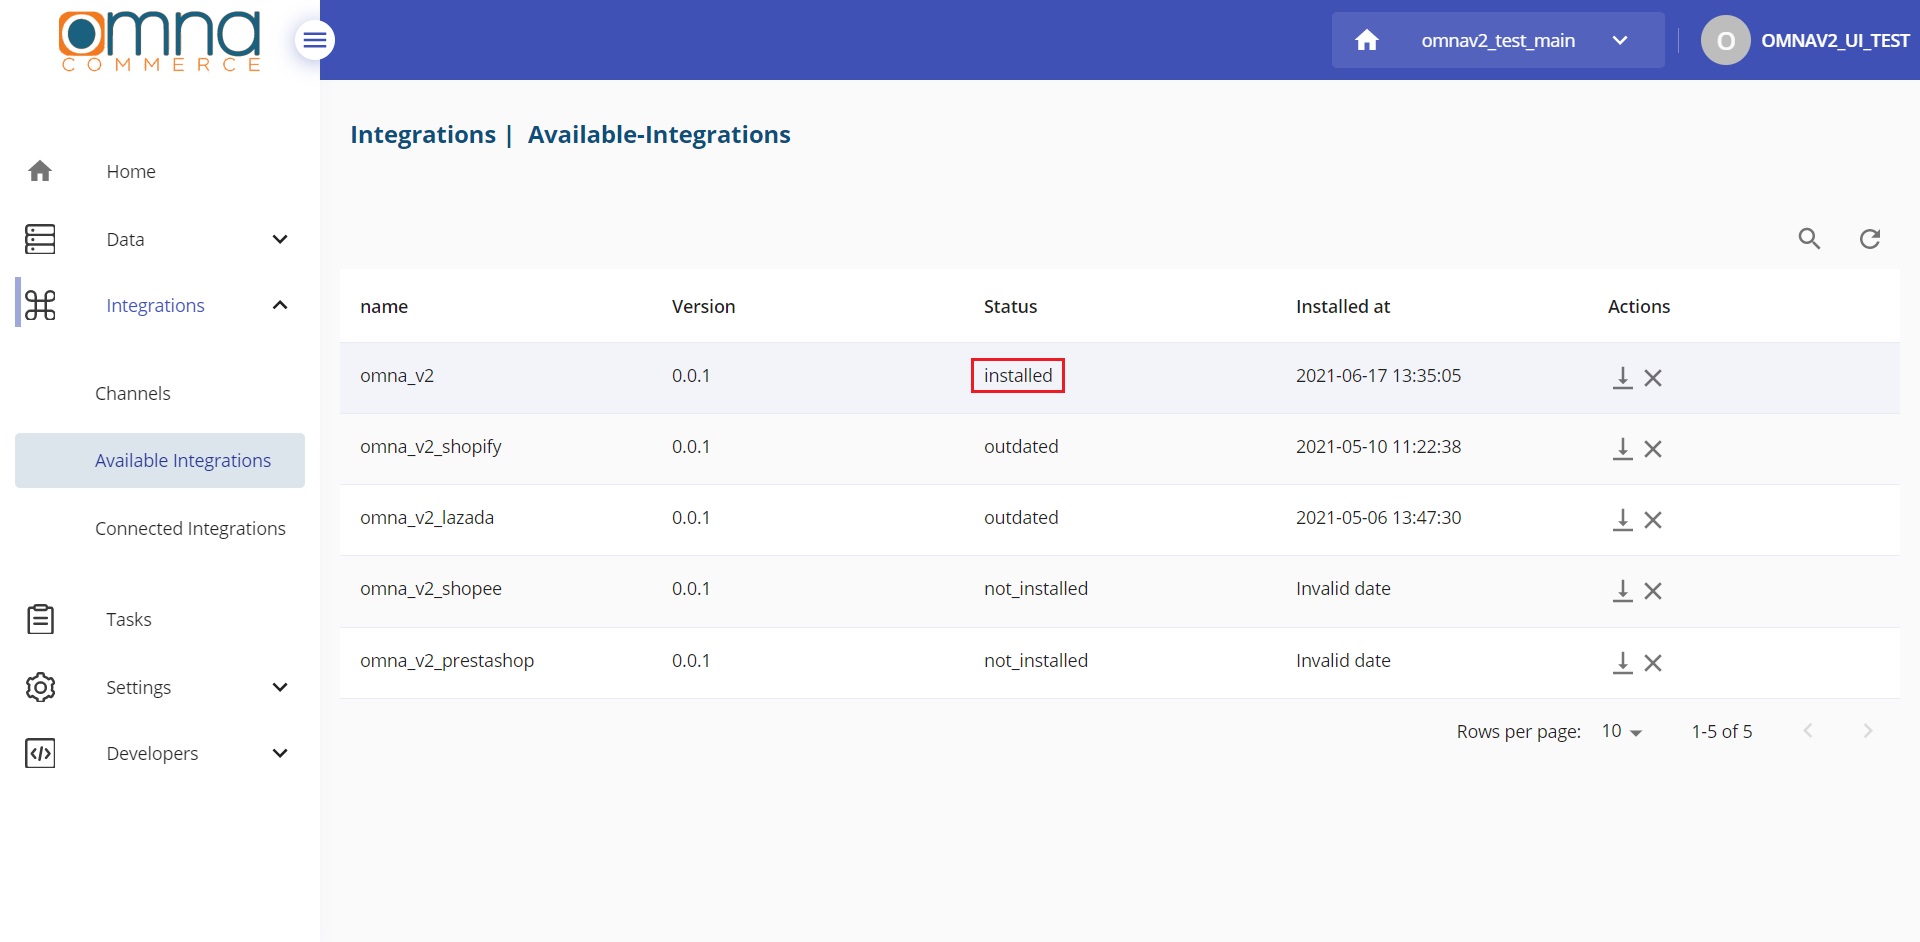 omna
COMMERCE
omnav2_test_main
O
OMNAV2_UI_TEST
Integrations | Available-Integrations
Home
Data
Integrations
Channels
Available Integrations
Connected Integrations
Tasks
Settings
Developers
name Version Status Installed at Actions
omna_v2 0.0.1 installed 2021-06-17 13:35:05
omna_v2_shopify 0.0.1 outdated 2021-05-10 11:22:38
omna_v2_lazada 0.0.1 outdated 2021-05-06 13:47:30
omna_v2_shopee 0.0.1 not_installed Invalid date
omna_v2_prestashop 0.0.1 not_installed Invalid date
Rows per page: 10 1-5 of 5